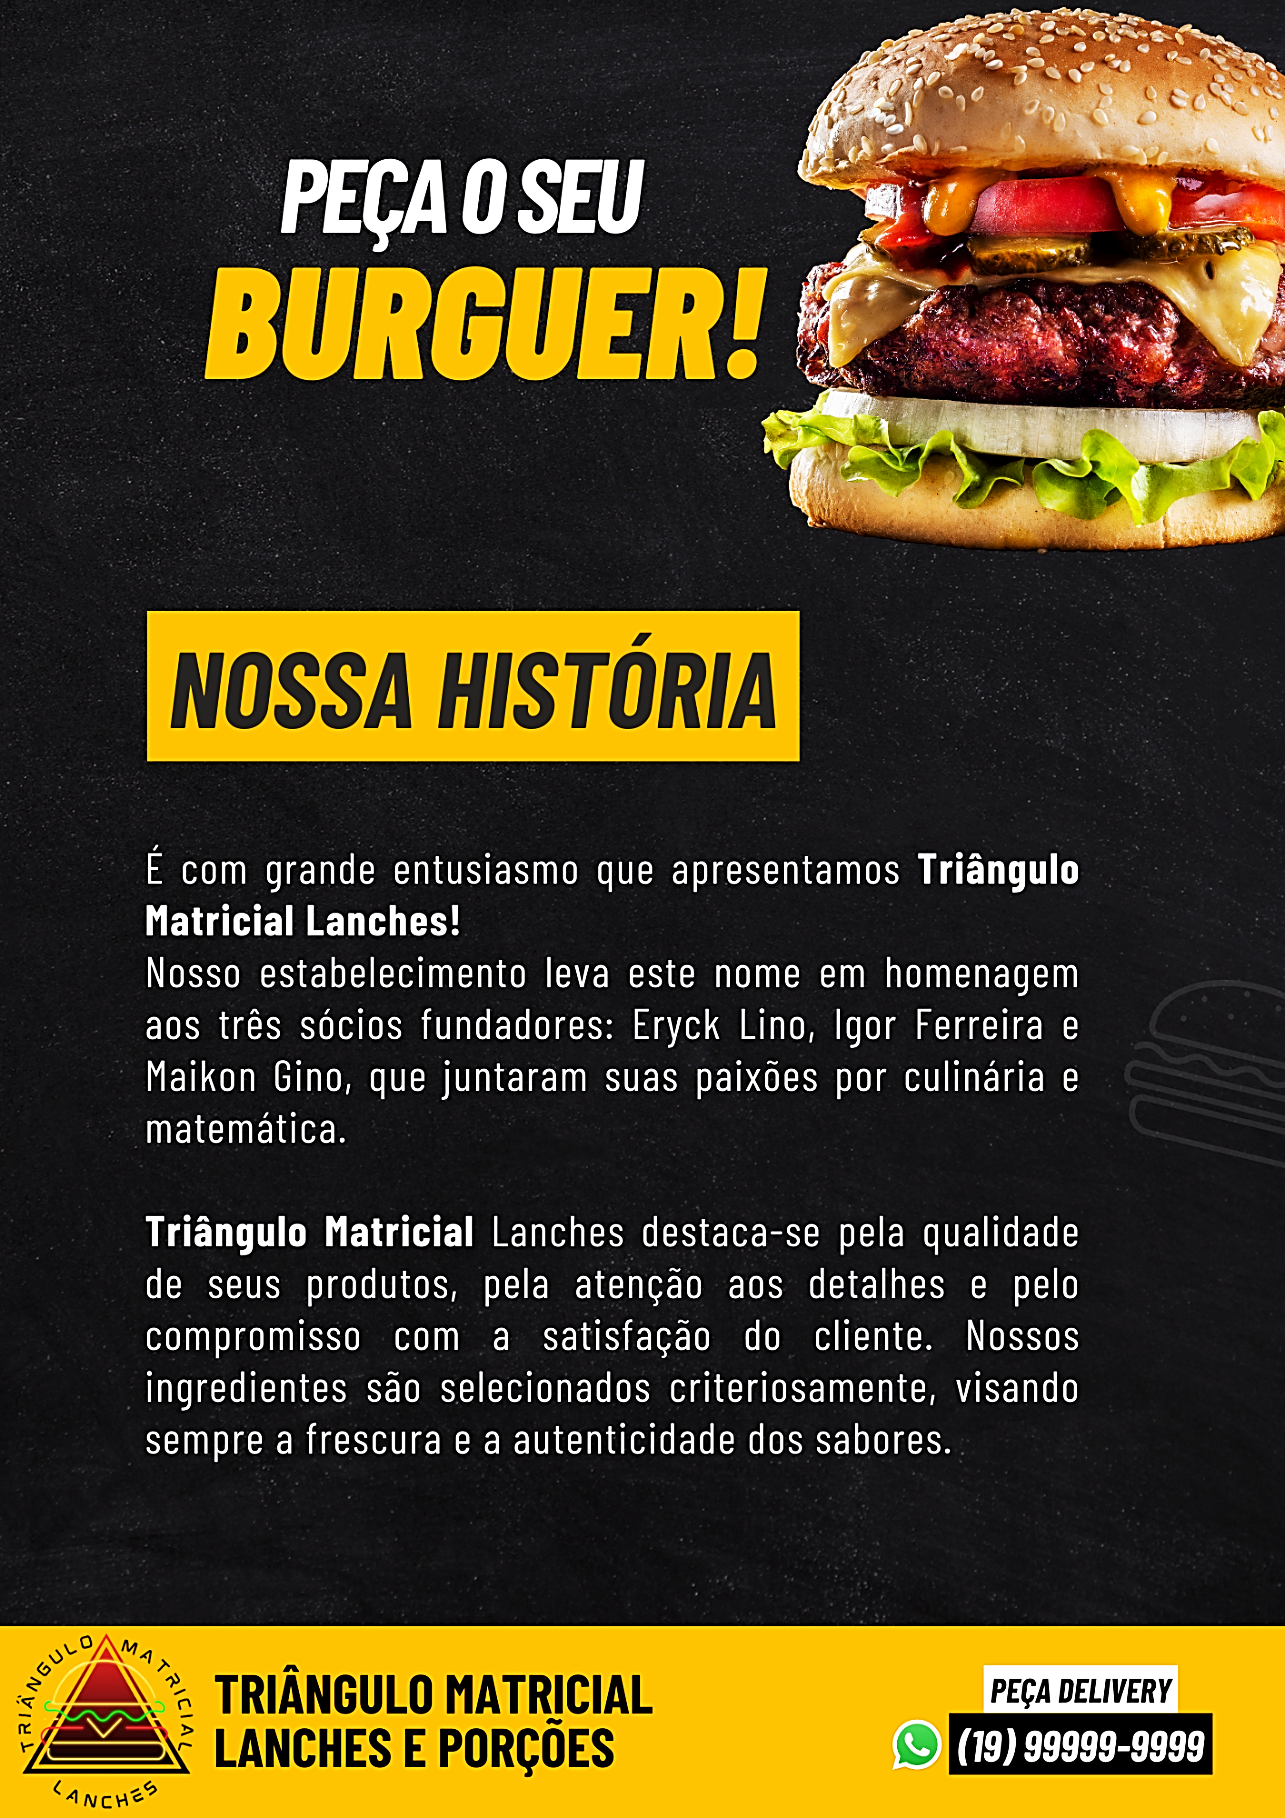 PEÇA O SEU
BURGUER!
NOSSA HISTÓRIA
É com grande entusiasmo que apresentamos Triângulo
Matricial Lanches!
Nosso estabelecimento leva este nome em homenagem
aos três sócios fundadores: Eryck Lino, Igor Ferreira e
Maikon Gino, que juntaram suas paixões por culinária e
matemática.
Triângulo Matricial Lanches destaca-se pela qualidade
de seus produtos, pela atenção aos detalhes e pelo
compromisso com a satisfação do cliente. Nossos
ingredientes são selecionados criteriosamente, visando
sempre a frescura e a autenticidade dos sabores.
TRIÂNGULO MATRICIAL
LANCHES
TRIÂNGULO MATRICIAL
LANCHES E PORÇÕES
PEÇA DELIVERY
(19) 99999-9999